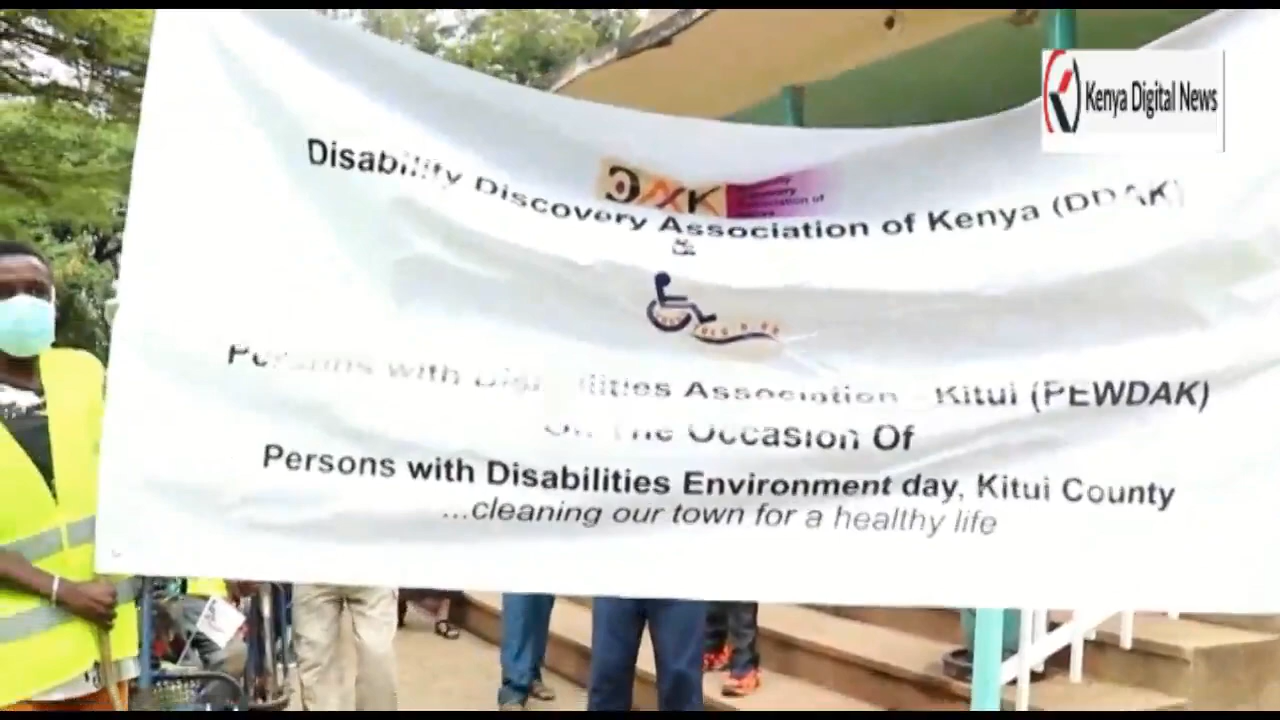 Kenya Digital News
Disability Discovery Association of Kenya (DDAK)
Persons with Disabilities Association - Kitui (PEWDAK)
On The Occasion Of
Persons with Disabilities Environment day, Kitui County
...cleaning our town for a healthy life